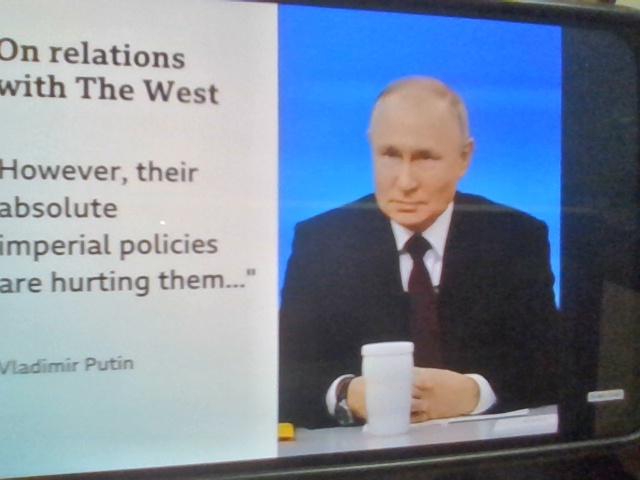 On relations
with The West
However, their
absolute
imperial policies
are hurting them..."
Vladimir Putin